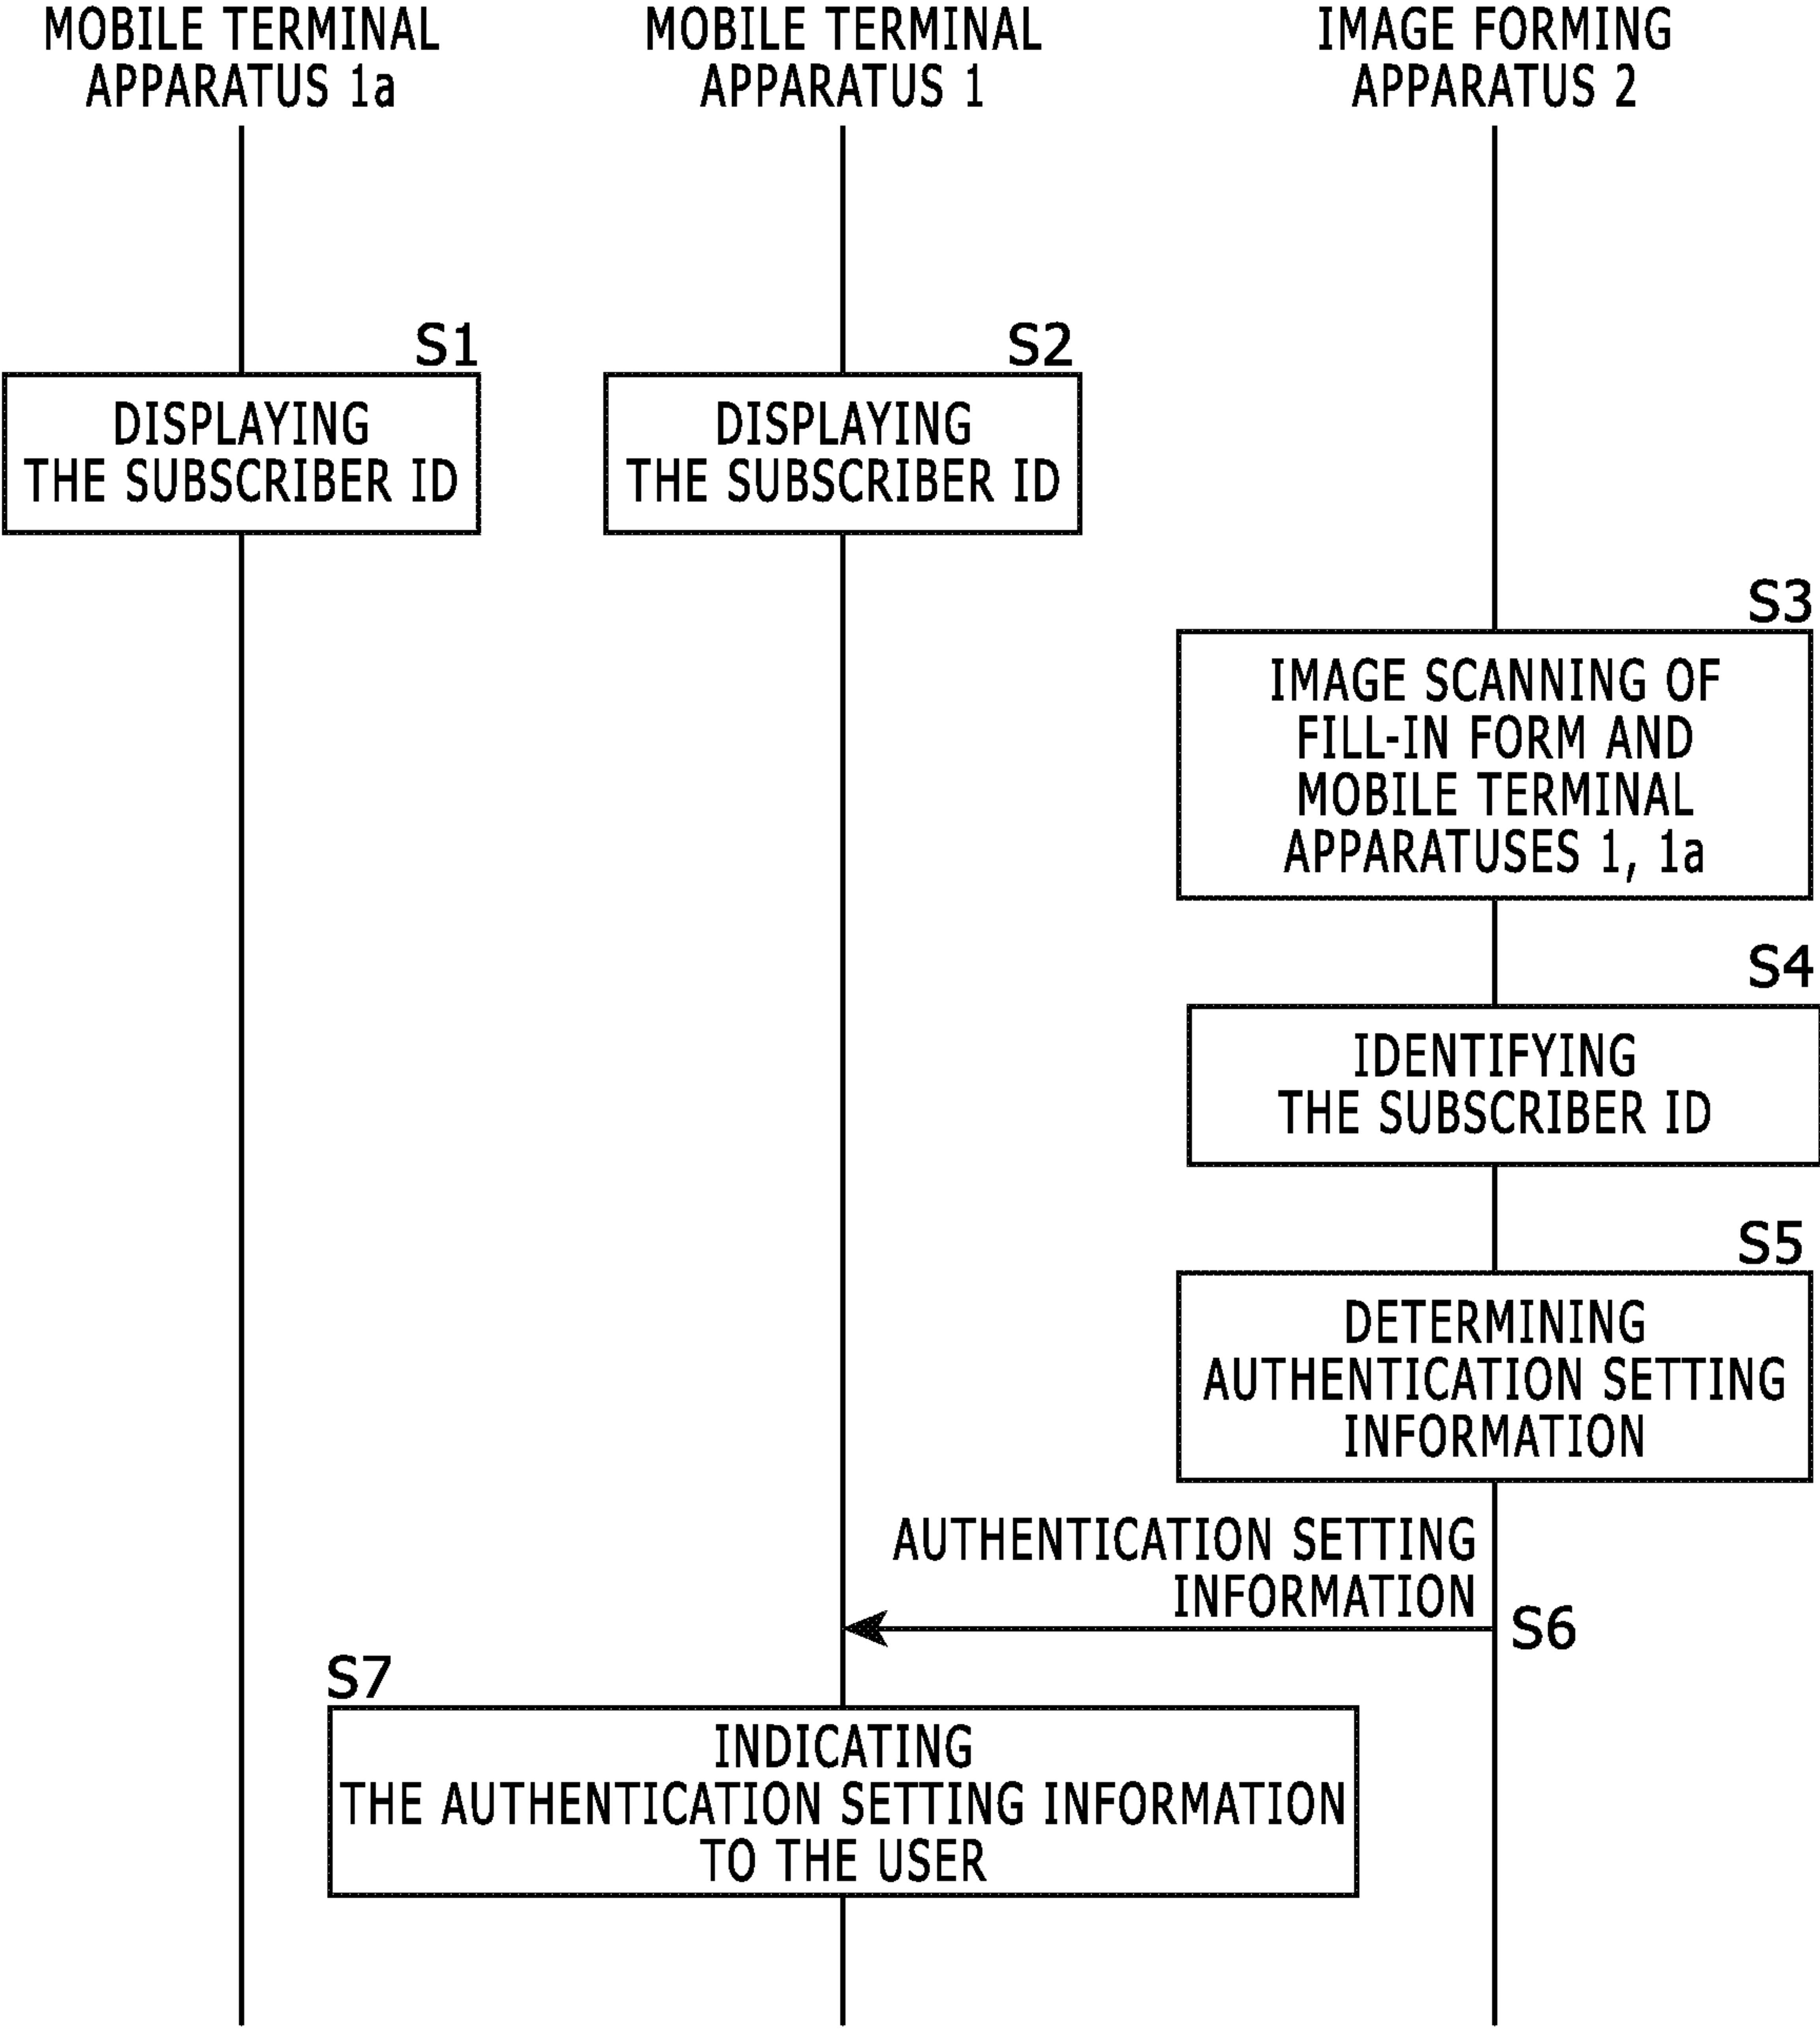 MOBILE TERMINAL
APPARATUS 1a
MOBILE TERMINAL
APPARATUS 1
IMAGE FORMING
APPARATUS 2
S1
DISPLAYING
THE SUBSCRIBER ID
S2
DISPLAYING
THE SUBSCRIBER ID
S3
IMAGE SCANNING OF
FILL-IN FORM AND
MOBILE TERMINAL
APPARATUSES 1, 1a
S4
IDENTIFYING
THE SUBSCRIBER ID
S5
DETERMINING
AUTHENTICATION SETTING
INFORMATION
AUTHENTICATION SETTING
INFORMATION
S6
S7
INDICATING
THE AUTHENTICATION SETTING INFORMATION
TO THE USER